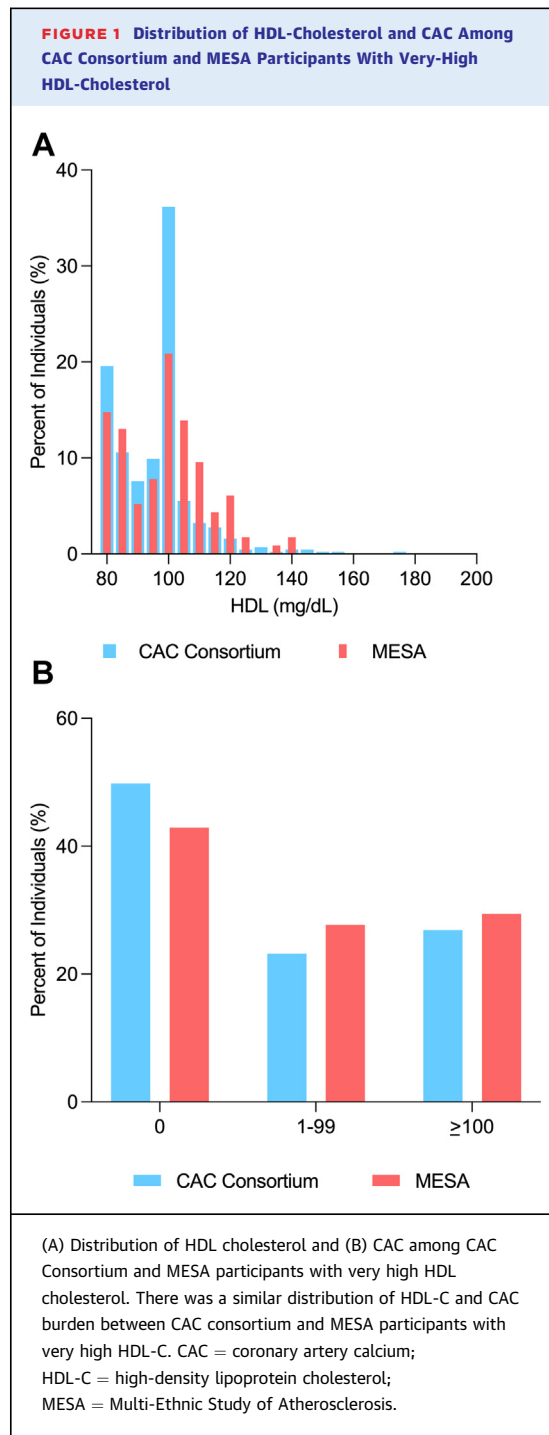 FIGURE 1 Distribution of HDL-Cholesterol and CAC Among
CAC Consortium and MESA Participants With Very-High
HDL-Cholesterol
A
40
30
20
10
0
Percent of Individuals (%)
80 100 120 140 160 180 200
HDL (mg/dL)
CAC Consortium MESA
B
60
40
20
0
Percent of Individuals (%)
0 1-99 ≥100
CAC Consortium MESA
(A) Distribution of HDL cholesterol and (B) CAC among CAC
Consortium and MESA participants with very high HDL
cholesterol. There was a similar distribution of HDL-C and CAC
burden between CAC consortium and MESA participants with
very high HDL-C. CAC = coronary artery calcium;
HDL-C = high-density lipoprotein cholesterol;
MESA = Multi-Ethnic Study of Atherosclerosis.